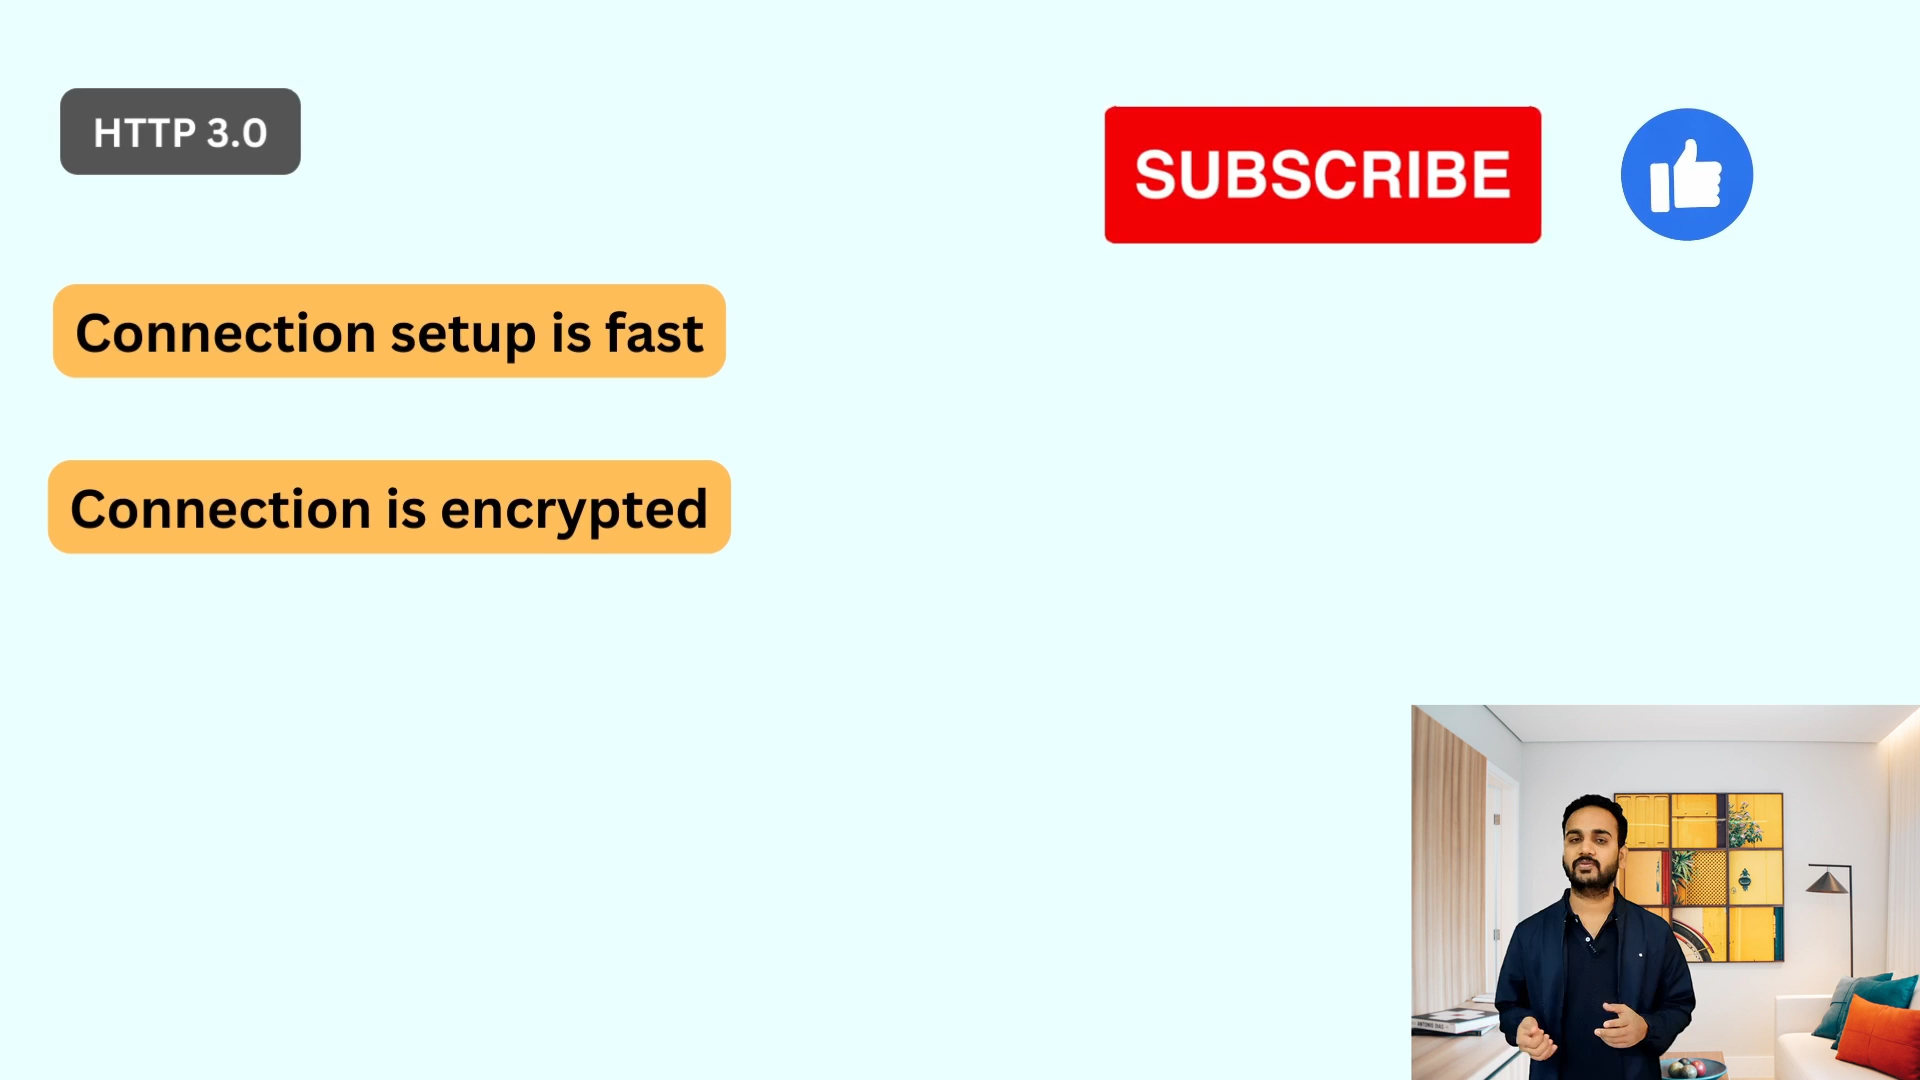 HTTP 3.0
SUBSCRIBE
Connection setup is fast
Connection is encrypted